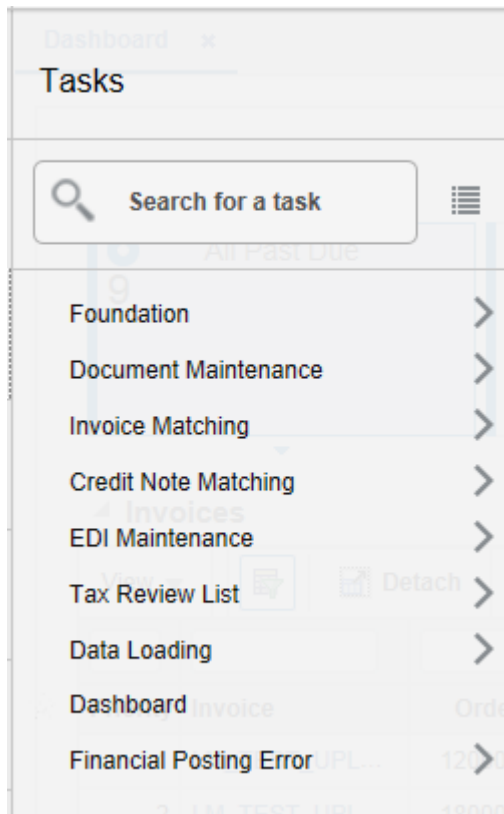 Dashboard ×
Tasks
Search for a task
All Past Due
9
Foundation
Document Maintenance
Invoice Matching
Credit Note Matching
Invoices
EDI Maintenance
View
Detach
Tax Review List
Data Loading
Dashboard
Invoice
Orde
Financial Posting Error